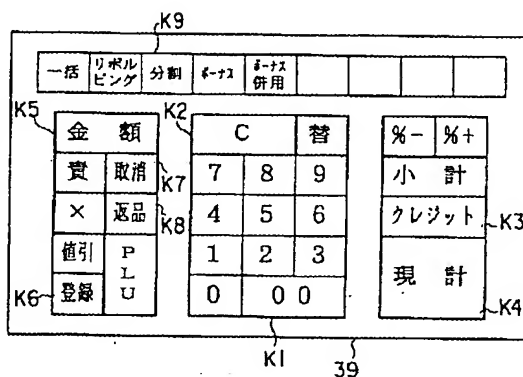 K9
一括 リボルビング 分割 ボーナス ボーナス併用
K5
金額
貴 取消
× 返品
値引 PLU
登録
K7
K8
K6
K2
C 替
7 8 9
4 5 6
1 2 3
0 00
K1
%− %+
小計
クレジット
現計
K3
K4
39